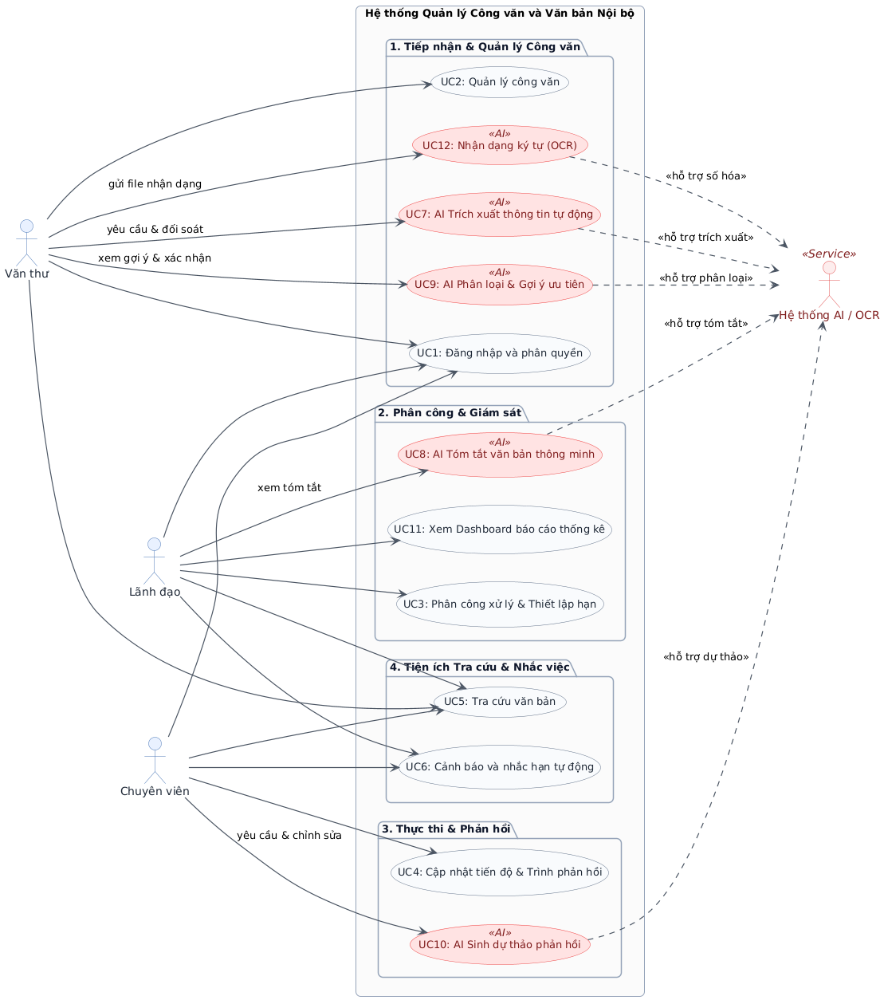 Hệ thống Quản lý Công văn và Văn bản Nội bộ
1. Tiếp nhận & Quản lý Công văn
UC2: Quản lý công văn
«AI»
UC12: Nhận dạng ký tự (OCR)
«hỗ trợ số hóa»
gửi file nhận dạng
«AI»
UC7: AI Trích xuất thông tin tự động
yêu cầu & đối soát
«hỗ trợ trích xuất»
«Service»
Hệ thống AI / OCR
Văn thư
xem gợi ý & xác nhận
«AI»
UC9: AI Phân loại & Gợi ý ưu tiên
«hỗ trợ phân loại»
«hỗ trợ tóm tắt»
UC1: Đăng nhập và phân quyền
2. Phân công & Giám sát
«AI»
UC8: AI Tóm tắt văn bản thông minh
xem tóm tắt
UC11: Xem Dashboard báo cáo thống kê
Lãnh đạo
UC3: Phân công xử lý & Thiết lập hạn
«hỗ trợ dự thảo»
4. Tiện ích Tra cứu & Nhắc việc
UC5: Tra cứu văn bản
UC6: Cảnh báo và nhắc hạn tự động
Chuyên viên
3. Thực thi & Phản hồi
yêu cầu & chỉnh sửa
UC4: Cập nhật tiến độ & Trình phản hồi
«AI»
UC10: AI Sinh dự thảo phản hồi